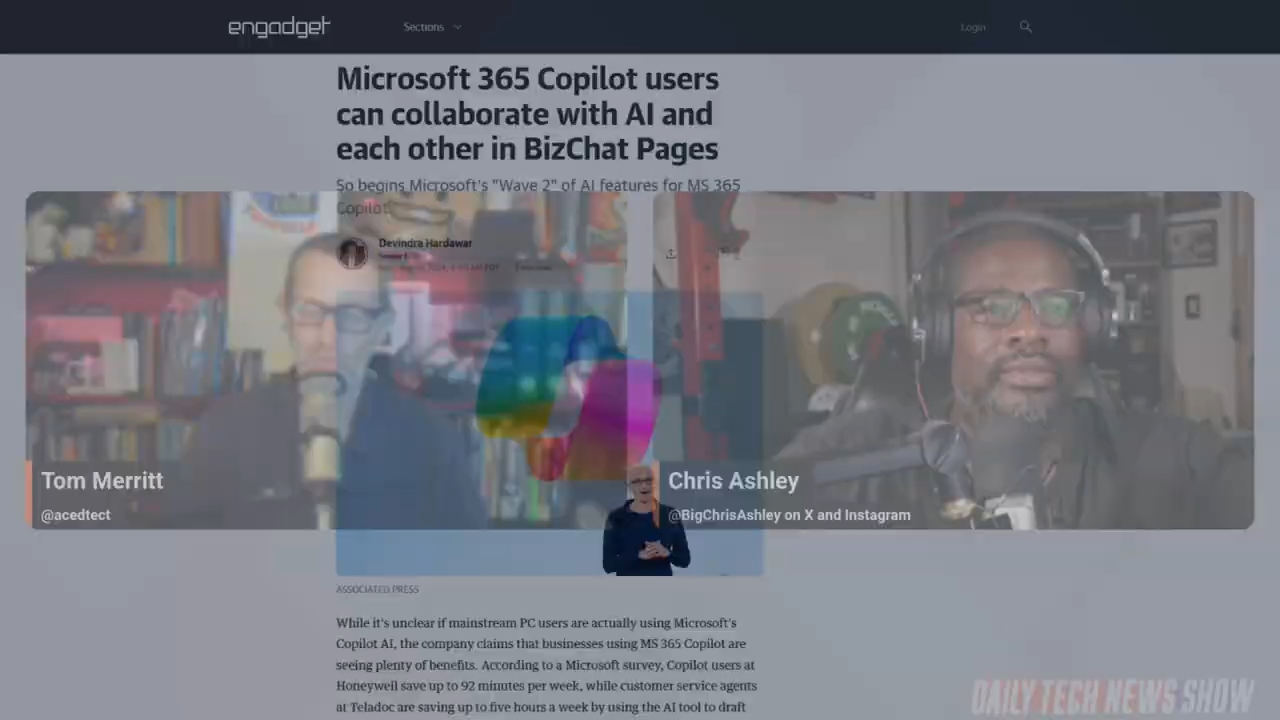 engadget
Sections
Login
Microsoft 365 Copilot users
can collaborate with AI and
each other in BizChat Pages
So begins Microsoft's "Wave 2" of AI features for MS 365
Copilot.
Devindra Hardawar
Tom Merritt
@acedtect
Chris Ashley
@BigChrisAshley on X and Instagram
ASSOCIATED PRESS
While it's unclear if mainstream PC users are actually using Microsoft's
Copilot AI, the company claims that businesses using MS 365 Copilot are
seeing plenty of benefits. According to a Microsoft survey, Copilot users at
Honeywell save up to 92 minutes per week, while customer service agents
at Teladoc are saving up to five hours a week by using the AI tool to draft
DAILY TECH NEWS SHOW